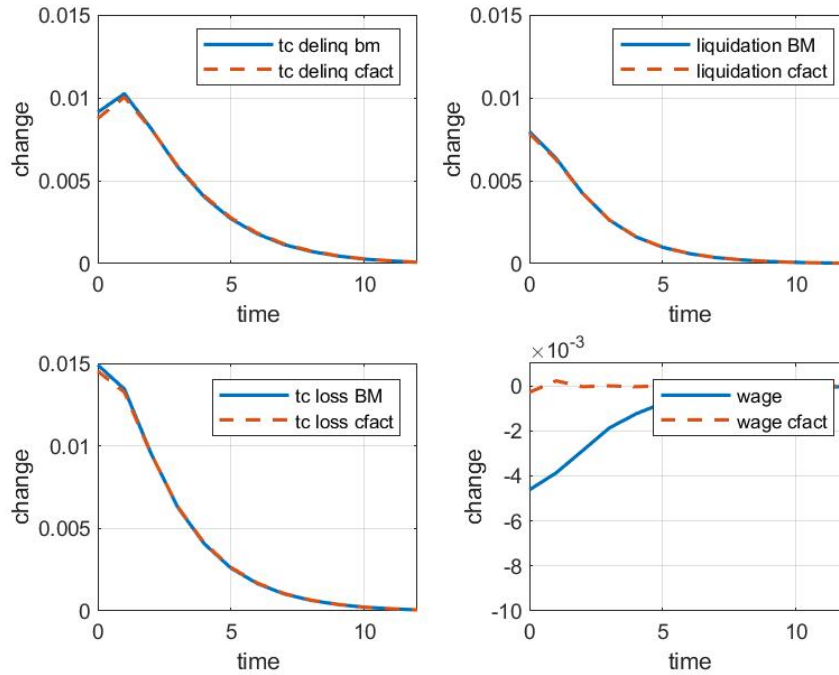 0.015
0.01
0.005
0
change
tc delinq bm
tc delinq cfact
0 5 10
time
0.015
0.01
0.005
0
change
liquidation BM
liquidation cfact
0 5 10
time
0.015
0.01
0.005
0
change
tc loss BM
tc loss cfact
0 5 10
time
×10-3
0
-2
-4
-6
-8
-10
change
wage
wage cfact
0 5 10
time